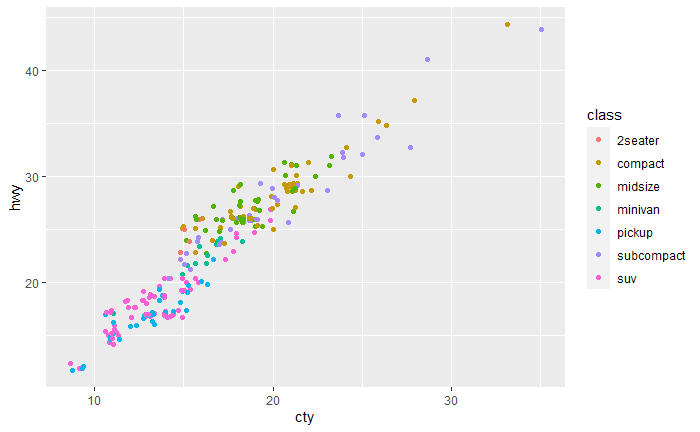 hwy
40
30
20
10
20
30
cty
class
2seater
compact
midsize
minivan
pickup
subcompact
suv